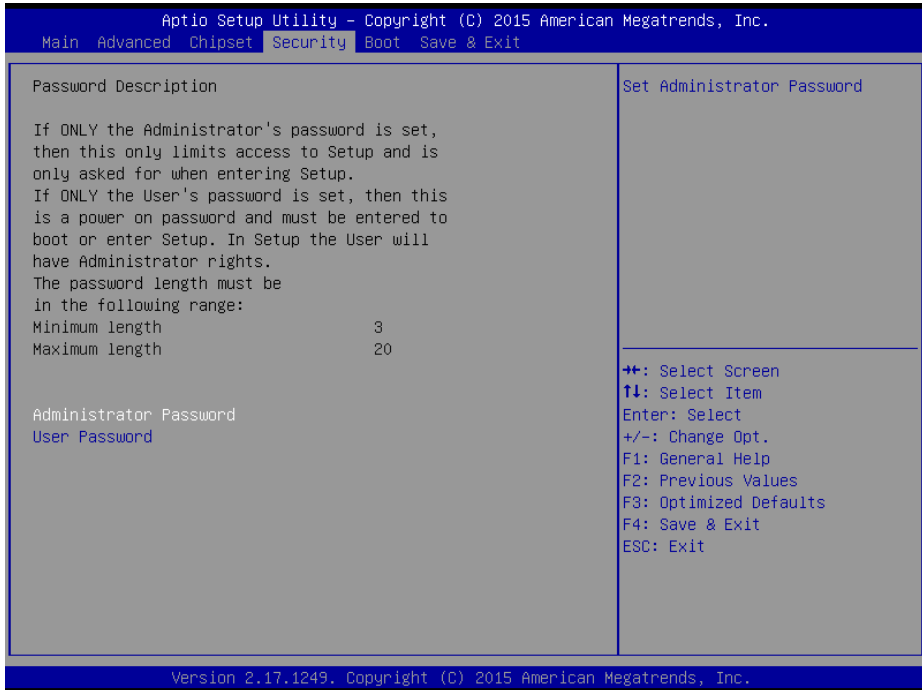 Aptio Setup Utility – Copyright (C) 2015 American Megatrends, Inc.
Main Advanced Chipset Security Boot Save & Exit
Password Description
If ONLY the Administrator's password is set,
then this only limits access to Setup and is
only asked for when entering Setup.
If ONLY the User's password is set, then this
is a power on password and must be entered to
boot or enter Setup. In Setup the User will
have Administrator rights.
The password length must be
in the following range:
Minimum length 3
Maximum length 20
Administrator Password
User Password
Set Administrator Password
→←: Select Screen
↑↓: Select Item
Enter: Select
+/-: Change Opt.
F1: General Help
F2: Previous Values
F3: Optimized Defaults
F4: Save & Exit
ESC: Exit
Version 2.17.1249. Copyright (C) 2015 American Megatrends, Inc.